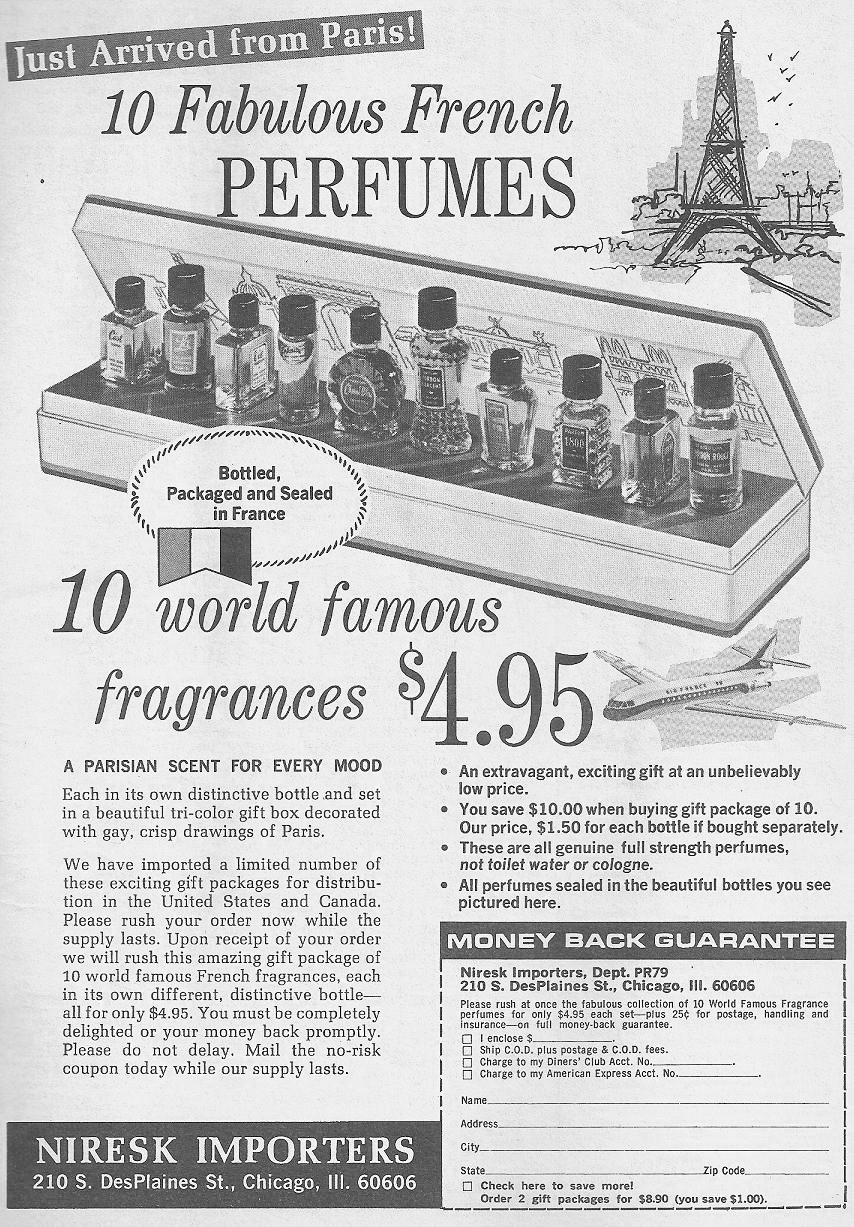 Just Arrived from Paris!
10 Fabulous French
PERFUMES
1800
Bottled,
Packaged and Sealed
in France
10 world famous
fragrances $4.95
AIR FRANCE
A PARISIAN SCENT FOR EVERY MOOD
Each in its own distinctive bottle and set
in a beautiful tri-color gift box decorated
with gay, crisp drawings of Paris.
We have imported a limited number of
these exciting gift packages for distribu-
tion in the United States and Canada.
Please rush your order now while the
supply lasts. Upon receipt of your order
we will rush this amazing gift package of
10 world famous French fragrances, each
in its own different, distinctive bottle—
all for only $4.95. You must be completely
delighted or your money back promptly.
Please do not delay. Mail the no-risk
coupon today while our supply lasts.
NIRESK IMPORTERS
210 S. DesPlaines St., Chicago, Ill. 60606
• An extravagant, exciting gift at an unbelievably
low price.
• You save $10.00 when buying gift package of 10.
Our price, $1.50 for each bottle if bought separately.
• These are all genuine full strength perfumes,
not toilet water or cologne.
• All perfumes sealed in the beautiful bottles you see
pictured here.
MONEY BACK GUARANTEE
Niresk Importers, Dept. PR79
210 S. DesPlaines St., Chicago, Ill. 60606
Please rush at once the fabulous collection of 10 World Famous Fragrance
perfumes for only $4.95 each set—plus 25¢ for postage, handling and
insurance—on full money-back guarantee.
☐ I enclose $____________.
☐ Ship C.O.D. plus postage & C.O.D. fees.
☐ Charge to my Diners' Club Acct. No.____________.
☐ Charge to my American Express Acct. No.____________.
Name____________
Address____________
City____________
State____________ Zip Code____________
☐ Check here to save more!
Order 2 gift packages for $8.90 (you save $1.00).